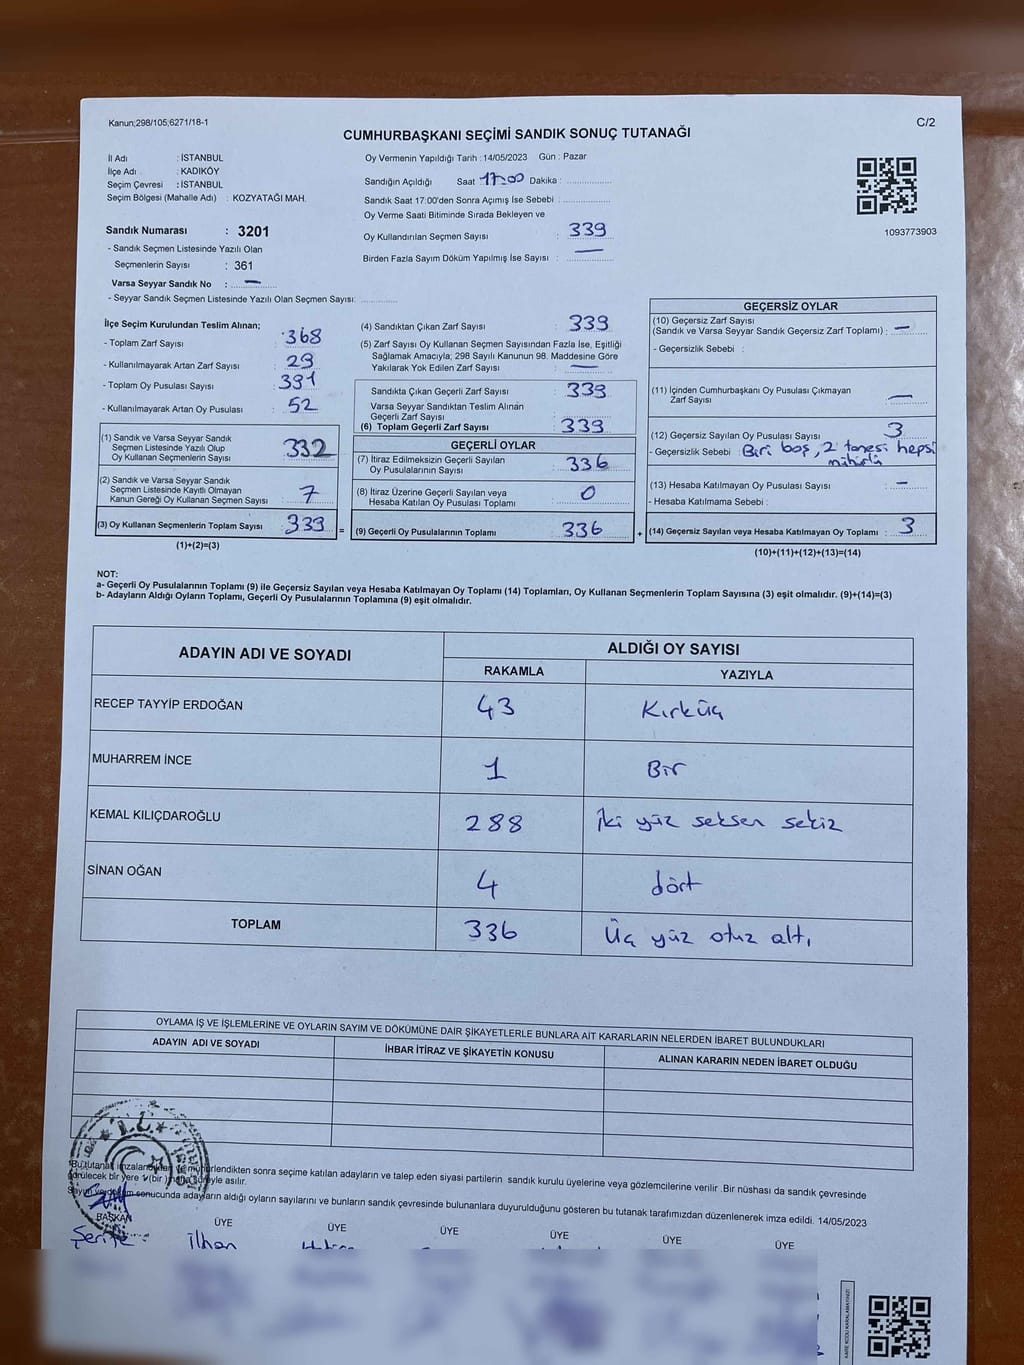 Kanun;298/105;6271/18-1
C/2
CUMHURBAŞKANI SEÇİMİ SANDIK SONUÇ TUTANAĞI
İl Adı : İSTANBUL
İlçe Adı : KADIKÖY
Seçim Çevresi : İSTANBUL
Seçim Bölgesi (Mahalle Adı) : KOZYATAĞI MAH.
Sandık Numarası : 3201
- Sandık Seçmen Listesinde Yazılı Olan
Seçmenlerin Sayısı : 361
Varsa Seyyar Sandık No : —
- Seyyar Sandık Seçmen Listesinde Yazılı Olan Seçmen Sayısı:
Oy Vermenin Yapıldığı Tarih : 14/05/2023 Gün : Pazar
Sandığın Açıldığı Saat 17:00 Dakika :
Sandık Saat 17:00'den Sonra Açımış İse Sebebi :
Oy Verme Saati Bitiminde Sırada Bekleyen ve
Oy Kullandırılan Seçmen Sayısı : 339
Birden Fazla Sayım Döküm Yapılmış İse Sayısı : —
1093773903
İlçe Seçim Kurulundan Teslim Alınan;
- Toplam Zarf Sayısı : 368
- Kullanılmayarak Artan Zarf Sayısı : 29
- Toplam Oy Pusulası Sayısı : 391
- Kullanılmayarak Artan Oy Pusulası : 52
(1) Sandık ve Varsa Seyyar Sandık
Seçmen Listesinde Yazılı Olup
Oy Kullanan Seçmenlerin Sayısı : 332
(2) Sandık ve Varsa Seyyar Sandık
Seçmen Listesinde Kayıtlı Olmayan
Kanun Gereği Oy Kullanan Seçmen Sayısı : 7
(3) Oy Kullanan Seçmenlerin Toplam Sayısı : 339
(1)+(2)=(3)
=
(4) Sandıktan Çıkan Zarf Sayısı : 339
(5) Zarf Sayısı Oy Kullanan Seçmen Sayısından Fazla İse, Eşitliği
Sağlamak Amacıyla; 298 Sayılı Kanunun 98. Maddesine Göre
Yakılarak Yok Edilen Zarf Sayısı : —
Sandıkta Çıkan Geçerli Zarf Sayısı : 339
Varsa Seyyar Sandıktan Teslim Alınan
Geçerli Zarf Sayısı :
(6) Toplam Geçerli Zarf Sayısı : 339
GEÇERLİ OYLAR
(7) İtiraz Edilmeksizin Geçerli Sayılan
Oy Pusulalarının Sayısı : 336
(8) İtiraz Üzerine Geçerli Sayılan veya
Hesaba Katılan Oy Pusulaları Toplamı : 0
(9) Geçerli Oy Pusulalarının Toplamı : 336
+
GEÇERSİZ OYLAR
(10) Geçersiz Zarf Sayısı
(Sandık ve Varsa Seyyar Sandık Geçersiz Zarf Toplamı) : —
- Geçersizlik Sebebi :
(11) İçinden Cumhurbaşkanı Oy Pusulası Çıkmayan
Zarf Sayısı : —
(12) Geçersiz Sayılan Oy Pusulası Sayısı : 3
- Geçersizlik Sebebi : Biri boş, 2 tanesi hepsi
mühürlü
(13) Hesaba Katılmayan Oy Pusulası Sayısı : —
- Hesaba Katılmama Sebebi :
(14) Geçersiz Sayılan veya Hesaba Katılmayan Oy Toplamı : 3
(10)+(11)+(12)+(13)=(14)
NOT:
a- Geçerli Oy Pusulalarının Toplamı (9) ile Geçersiz Sayılan veya Hesaba Katılmayan Oy Toplamı (14) Toplamları, Oy Kullanan Seçmenlerin Toplam Sayısına (3) eşit olmalıdır. (9)+(14)=(3)
b- Adayların Aldığı Oyların Toplamı, Geçerli Oy Pusulalarının Toplamına (9) eşit olmalıdır.
ADAYIN ADI VE SOYADI ALDIĞI OY SAYISI
RAKAMLA YAZIYLA
RECEP TAYYİP ERDOĞAN 43 Kırküç
MUHARREM İNCE 1 Bir
KEMAL KILIÇDAROĞLU 288 İki yüz seksen sekiz
SİNAN OĞAN 4 dört
TOPLAM 336 Üç yüz otuz altı
OYLAMA İŞ VE İŞLEMLERİNE VE OYLARIN SAYIM VE DÖKÜMÜNE DAİR ŞİKAYETLERLE BUNLARA AİT KARARLARIN NELERDEN İBARET BULUNDUKLARI
ADAYIN ADI VE SOYADI İHBAR İTİRAZ VE ŞİKAYETİN KONUSU ALINAN KARARIN NEDEN İBARET OLDUĞU
T.C.
*Bu tutanak imzalandıktan ve mühürlendikten sonra seçime katılan adayların ve talep eden siyasi partilerin sandık kurulu üyelerine veya gözlemcilerine verilir .Bir nüshası da sandık çevresinde
görülecek bir yere asilır.
Sayım ve döküm sonucunda adayların aldığı oyların sayılarını ve bunların sandık çevresinde bulunanlara duyurulduğunu gösteren bu tutanak tarafımızdan düzenlenerek imza edildi. 14/05/2023
BAŞKAN ÜYE ÜYE ÜYE ÜYE ÜYE ÜYE
Şerife İlhan